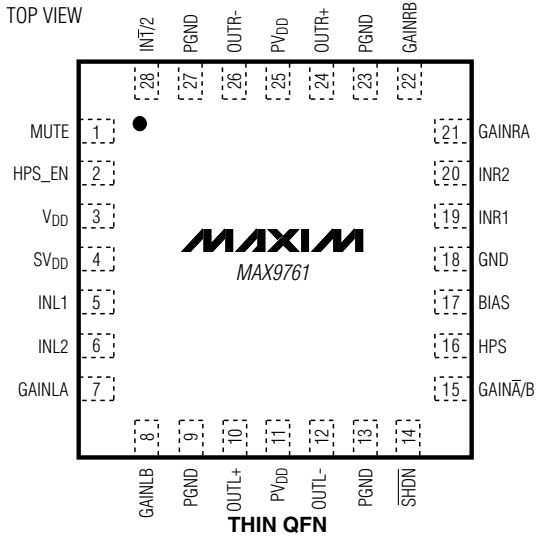 TOP VIEW
IN1̅/2
PGND
OUTR-
PVDD
OUTR+
PGND
GAINRB
28 27 26 25 24 23 22
MUTE 1
HPS_EN 2
VDD 3
SVDD 4
INL1 5
INL2 6
GAINLA 7
MAXIM
MAX9761
21 GAINRA
20 INR2
19 INR1
18 GND
17 BIAS
16 HPS
15 GAINA̅/B
8 9 10 11 12 13 14
GAINLB
PGND
OUTL+
PVDD
OUTL-
PGND
S̅H̅D̅N̅
THIN QFN